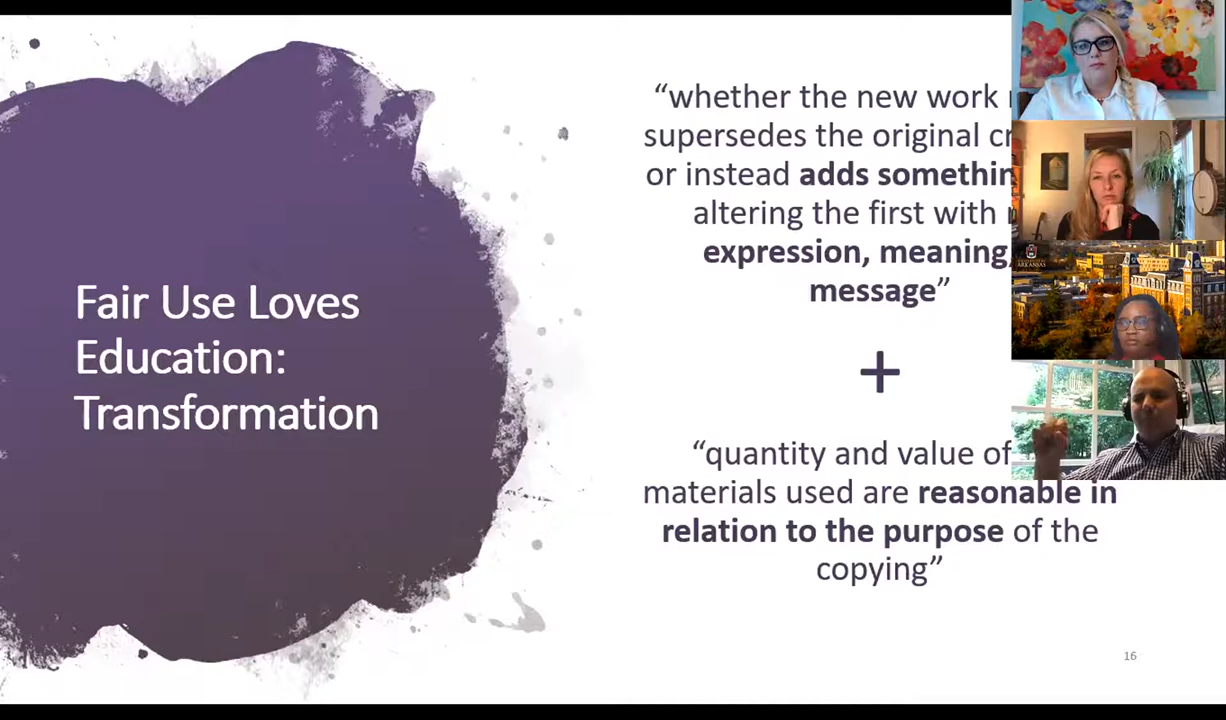 Fair Use Loves
Education:
Transformation
“whether the new work
supersedes the original
or instead adds
altering the first with
expression, meaning,
message”
+
“quantity and value of
materials used are reasonable in
relation to the purpose of the
copying”
16
ARKANSAS